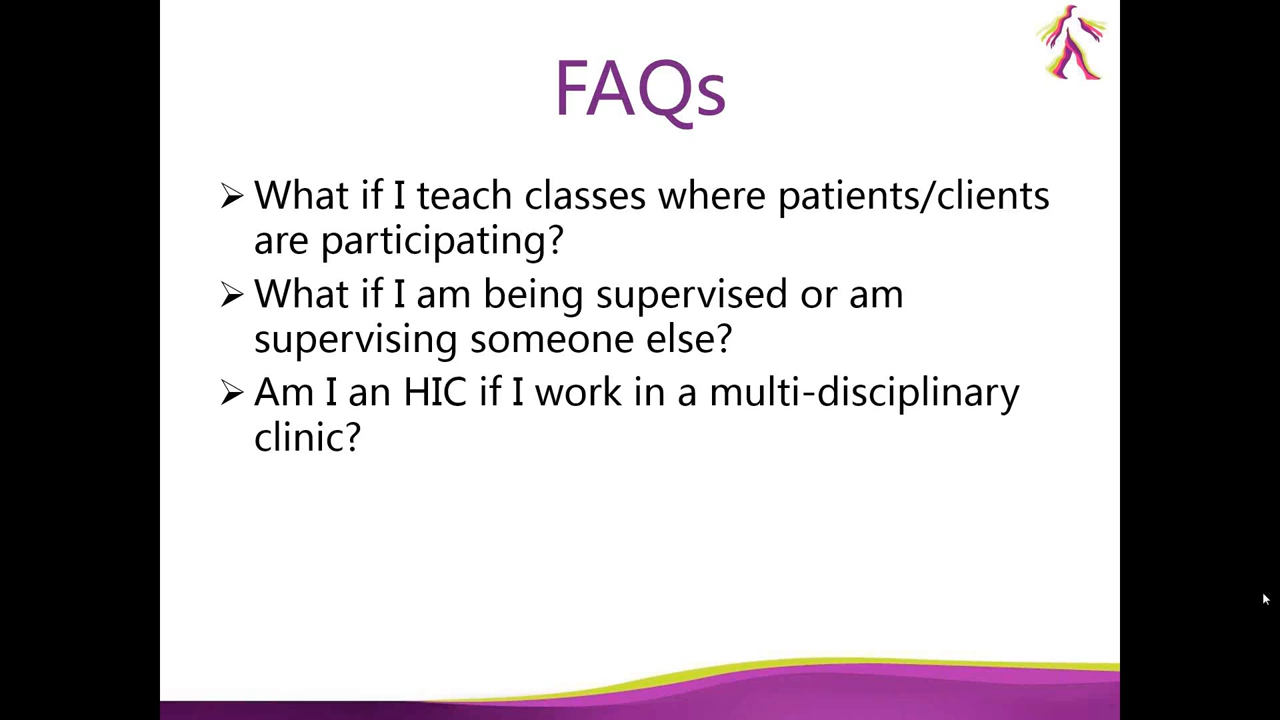 FAQs
➢ What if I teach classes where patients/clients
are participating?
➢ What if I am being supervised or am
supervising someone else?
➢ Am I an HIC if I work in a multi-disciplinary
clinic?